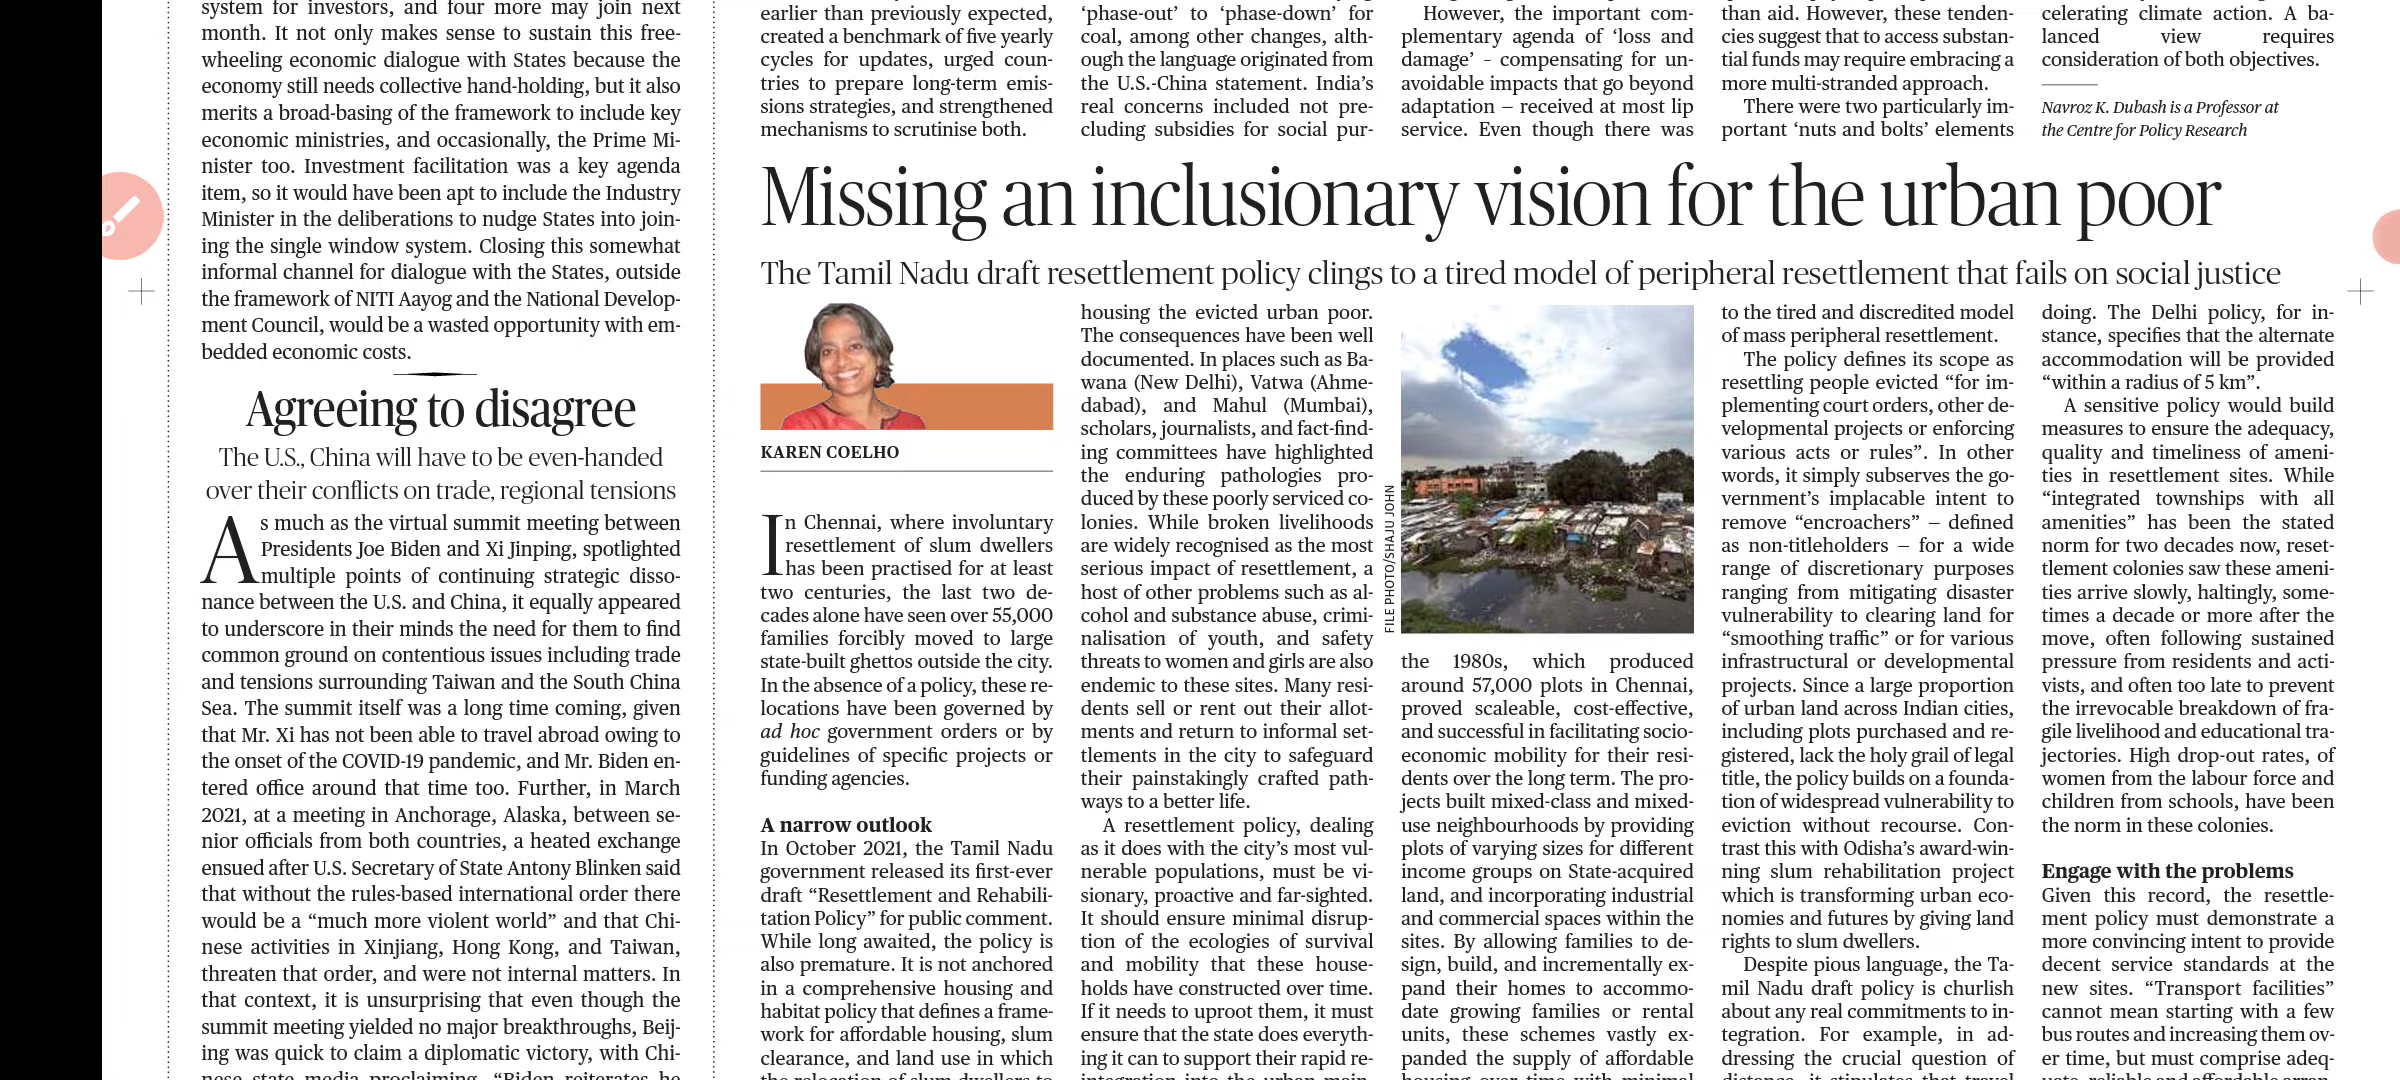 system for investors, and four more may join next
month. It not only makes sense to sustain this free-
wheeling economic dialogue with States because the
economy still needs collective hand-holding, but it also
merits a broad-basing of the framework to include key
economic ministries, and occasionally, the Prime Mi-
nister too. Investment facilitation was a key agenda
item, so it would have been apt to include the Industry
Minister in the deliberations to nudge States into join-
ing the single window system. Closing this somewhat
informal channel for dialogue with the States, outside
the framework of NITI Aayog and the National Develop-
ment Council, would be a wasted opportunity with em-
bedded economic costs.
Agreeing to disagree
The U.S., China will have to be even-handed
over their conflicts on trade, regional tensions
As much as the virtual summit meeting between
Presidents Joe Biden and Xi Jinping, spotlighted
multiple points of continuing strategic disso-
nance between the U.S. and China, it equally appeared
to underscore in their minds the need for them to find
common ground on contentious issues including trade
and tensions surrounding Taiwan and the South China
Sea. The summit itself was a long time coming, given
that Mr. Xi has not been able to travel abroad owing to
the onset of the COVID-19 pandemic, and Mr. Biden en-
tered office around that time too. Further, in March
2021, at a meeting in Anchorage, Alaska, between se-
nior officials from both countries, a heated exchange
ensued after U.S. Secretary of State Antony Blinken said
that without the rules-based international order there
would be a “much more violent world” and that Chi-
nese activities in Xinjiang, Hong Kong, and Taiwan,
threaten that order, and were not internal matters. In
that context, it is unsurprising that even though the
summit meeting yielded no major breakthroughs, Beij-
ing was quick to claim a diplomatic victory, with Chi-
nese state media proclaiming, “Biden reiterates he
earlier than previously expected,
created a benchmark of five yearly
cycles for updates, urged coun-
tries to prepare long-term emis-
sions strategies, and strengthened
mechanisms to scrutinise both.
‘phase-out’ to ‘phase-down’ for
coal, among other changes, alth-
ough the language originated from
the U.S.-China statement. India’s
real concerns included not pre-
cluding subsidies for social pur-
However, the important com-
plementary agenda of ‘loss and
damage’ - compensating for un-
avoidable impacts that go beyond
adaptation – received at most lip
service. Even though there was
than aid. However, these tenden-
cies suggest that to access substan-
tial funds may require embracing a
more multi-stranded approach.
There were two particularly im-
portant ‘nuts and bolts’ elements
celerating climate action. A ba-
lanced view requires
consideration of both objectives.
Navroz K. Dubash is a Professor at
the Centre for Policy Research
Missing an inclusionary vision for the urban poor
The Tamil Nadu draft resettlement policy clings to a tired model of peripheral resettlement that fails on social justice
KAREN COELHO
In Chennai, where involuntary
resettlement of slum dwellers
has been practised for at least
two centuries, the last two de-
cades alone have seen over 55,000
families forcibly moved to large
state-built ghettos outside the city.
In the absence of a policy, these re-
locations have been governed by
ad hoc government orders or by
guidelines of specific projects or
funding agencies.
A narrow outlook
In October 2021, the Tamil Nadu
government released its first-ever
draft “Resettlement and Rehabili-
tation Policy” for public comment.
While long awaited, the policy is
also premature. It is not anchored
in a comprehensive housing and
habitat policy that defines a frame-
work for affordable housing, slum
clearance, and land use in which
the relocation of slum dwellers to
housing the evicted urban poor.
The consequences have been well
documented. In places such as Ba-
wana (New Delhi), Vatwa (Ahme-
dabad), and Mahul (Mumbai),
scholars, journalists, and fact-find-
ing committees have highlighted
the enduring pathologies pro-
duced by these poorly serviced co-
lonies. While broken livelihoods
are widely recognised as the most
serious impact of resettlement, a
host of other problems such as al-
cohol and substance abuse, crimi-
nalisation of youth, and safety
threats to women and girls are also
endemic to these sites. Many resi-
dents sell or rent out their allot-
ments and return to informal set-
tlements in the city to safeguard
their painstakingly crafted path-
ways to a better life.
A resettlement policy, dealing
as it does with the city’s most vul-
nerable populations, must be vi-
sionary, proactive and far-sighted.
It should ensure minimal disrup-
tion of the ecologies of survival
and mobility that these house-
holds have constructed over time.
If it needs to uproot them, it must
ensure that the state does everyth-
ing it can to support their rapid re-
integration into the urban main-
FILE PHOTO/SHAJU JOHN
the 1980s, which produced
around 57,000 plots in Chennai,
proved scaleable, cost-effective,
and successful in facilitating socio-
economic mobility for their resi-
dents over the long term. The pro-
jects built mixed-class and mixed-
use neighbourhoods by providing
plots of varying sizes for different
income groups on State-acquired
land, and incorporating industrial
and commercial spaces within the
sites. By allowing families to de-
sign, build, and incrementally ex-
pand their homes to accommo-
date growing families or rental
units, these schemes vastly ex-
panded the supply of affordable
housing over time with minimal
to the tired and discredited model
of mass peripheral resettlement.
The policy defines its scope as
resettling people evicted “for im-
plementing court orders, other de-
velopmental projects or enforcing
various acts or rules”. In other
words, it simply subserves the go-
vernment’s implacable intent to
remove “encroachers” – defined
as non-titleholders – for a wide
range of discretionary purposes
ranging from mitigating disaster
vulnerability to clearing land for
“smoothing traffic” or for various
infrastructural or developmental
projects. Since a large proportion
of urban land across Indian cities,
including plots purchased and re-
gistered, lack the holy grail of legal
title, the policy builds on a founda-
tion of widespread vulnerability to
eviction without recourse. Con-
trast this with Odisha’s award-win-
ning slum rehabilitation project
which is transforming urban eco-
nomies and futures by giving land
rights to slum dwellers.
Despite pious language, the Ta-
mil Nadu draft policy is churlish
about any real commitments to in-
tegration. For example, in ad-
dressing the crucial question of
distance, it stipulates that travel
doing. The Delhi policy, for in-
stance, specifies that the alternate
accommodation will be provided
“within a radius of 5 km”.
A sensitive policy would build
measures to ensure the adequacy,
quality and timeliness of ameni-
ties in resettlement sites. While
“integrated townships with all
amenities” has been the stated
norm for two decades now, reset-
tlement colonies saw these ameni-
ties arrive slowly, haltingly, some-
times a decade or more after the
move, often following sustained
pressure from residents and acti-
vists, and often too late to prevent
the irrevocable breakdown of fra-
gile livelihood and educational tra-
jectories. High drop-out rates, of
women from the labour force and
children from schools, have been
the norm in these colonies.
Engage with the problems
Given this record, the resettle-
ment policy must demonstrate a
more convincing intent to provide
decent service standards at the
new sites. “Transport facilities”
cannot mean starting with a few
bus routes and increasing them ov-
er time, but must comprise adeq-
uate, reliable and affordable arran-